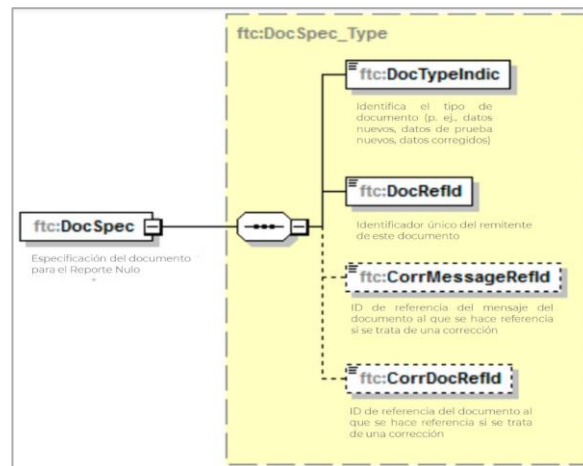 ftc:DocSpec_Type
ftc:DocTypeIndic
Identifica el tipo de
documento (p. ej., datos
nuevos, datos de prueba
nuevos, datos corregidos)
ftc:DocRefId
Identificador único del remitente
de este documento
ftc:DocSpec
Especificación del documento
para el Reporte Nulo
ftc:CorrMessageRefId
ID de referencia del mensaje del
documento al que se hace referencia
si se trata de una corrección
ftc:CorrDocRefId
ID de referencia del documento al
que se hace referencia si se trata
de una corrección